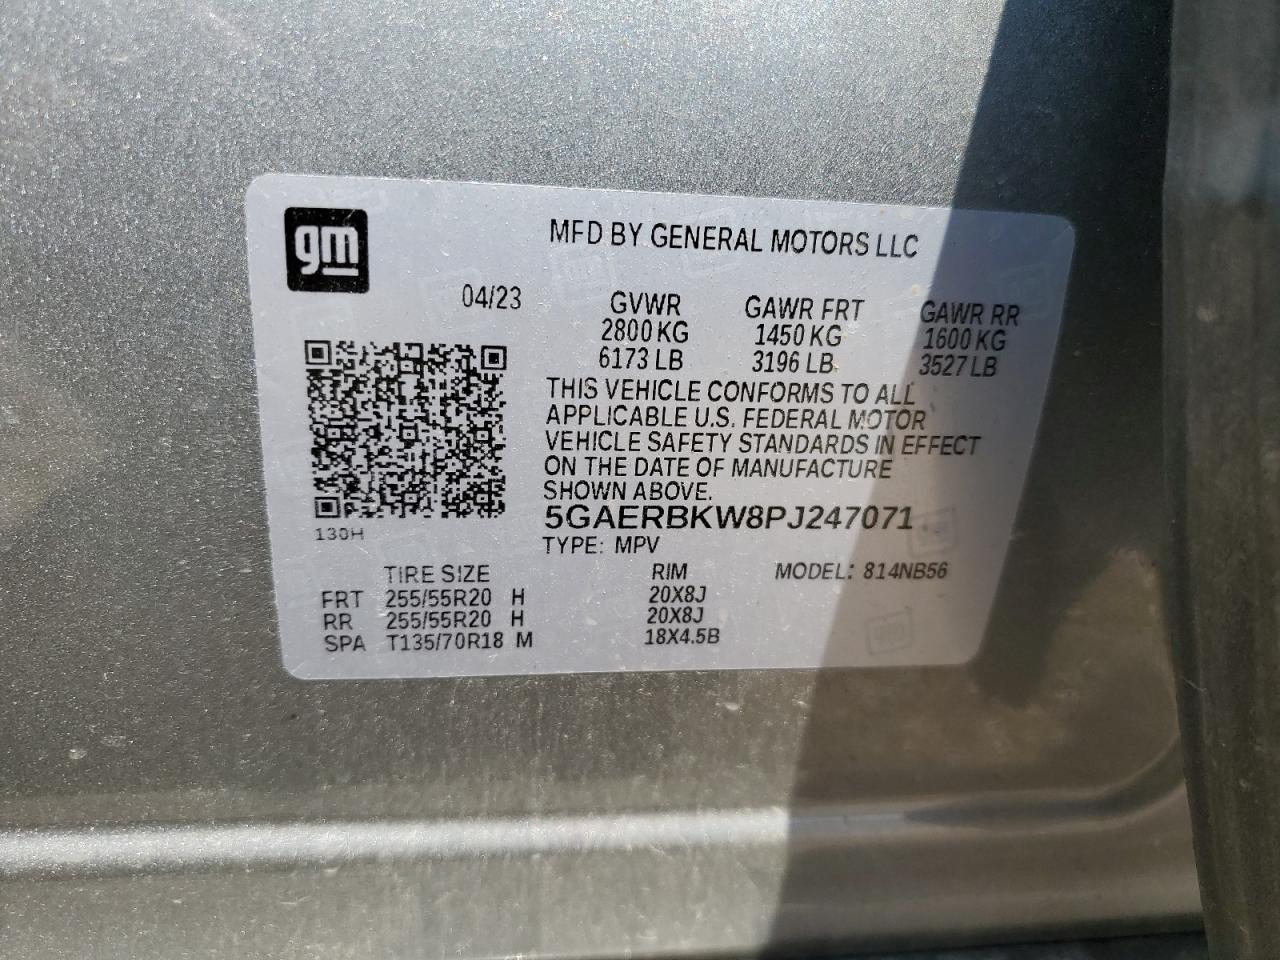 gm
MFD BY GENERAL MOTORS LLC
04/23
GVWR GAWR FRT GAWR RR
2800 KG 1450 KG 1600 KG
6173 LB 3196 LB 3527 LB
THIS VEHICLE CONFORMS TO ALL
APPLICABLE U.S. FEDERAL MOTOR
VEHICLE SAFETY STANDARDS IN EFFECT
ON THE DATE OF MANUFACTURE
SHOWN ABOVE.
5GAERBKW8PJ247071
130H
TYPE: MPV
TIRE SIZE RIM MODEL: 814NB56
FRT 255/55R20 H 20X8J
RR 255/55R20 H 20X8J
SPA T135/70R18 M 18X4.5B